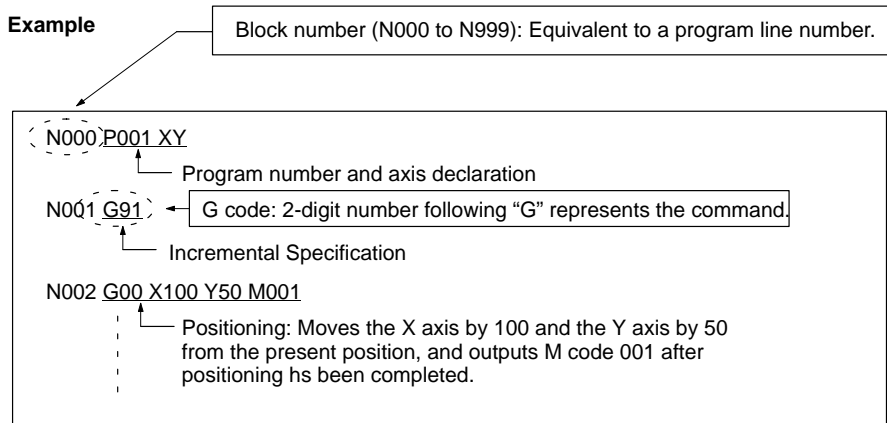 Example
Block number (N000 to N999): Equivalent to a program line number.
N000 P001 XY
Program number and axis declaration
N001 G91
G code: 2-digit number following “G” represents the command.
Incremental Specification
N002 G00 X100 Y50 M001
Positioning: Moves the X axis by 100 and the Y axis by 50
from the present position, and outputs M code 001 after
positioning hs been completed.